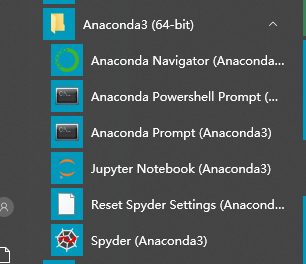 Anaconda3 (64-bit)
Anaconda Navigator (Anaconda...
Anaconda Powershell Prompt (...
Anaconda Prompt (Anaconda3)
Jupyter Notebook (Anaconda3)
Reset Spyder Settings (Anacond...
Spyder (Anaconda3)